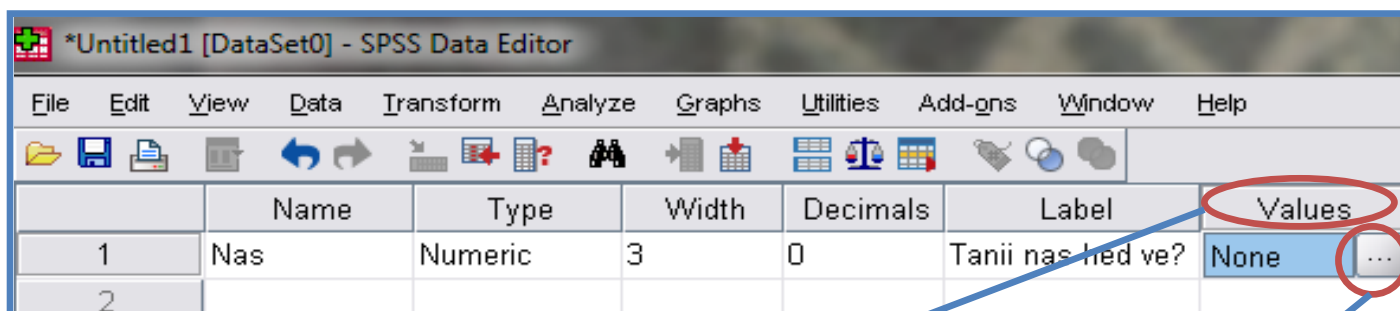 *Untitled1 [DataSet0] - SPSS Data Editor
File Edit View Data Transform Analyze Graphs Utilities Add-ons Window Help
Name Type Width Decimals Label Values
1 Nas Numeric 3 0 Tanii nas hed ve? None ...
2